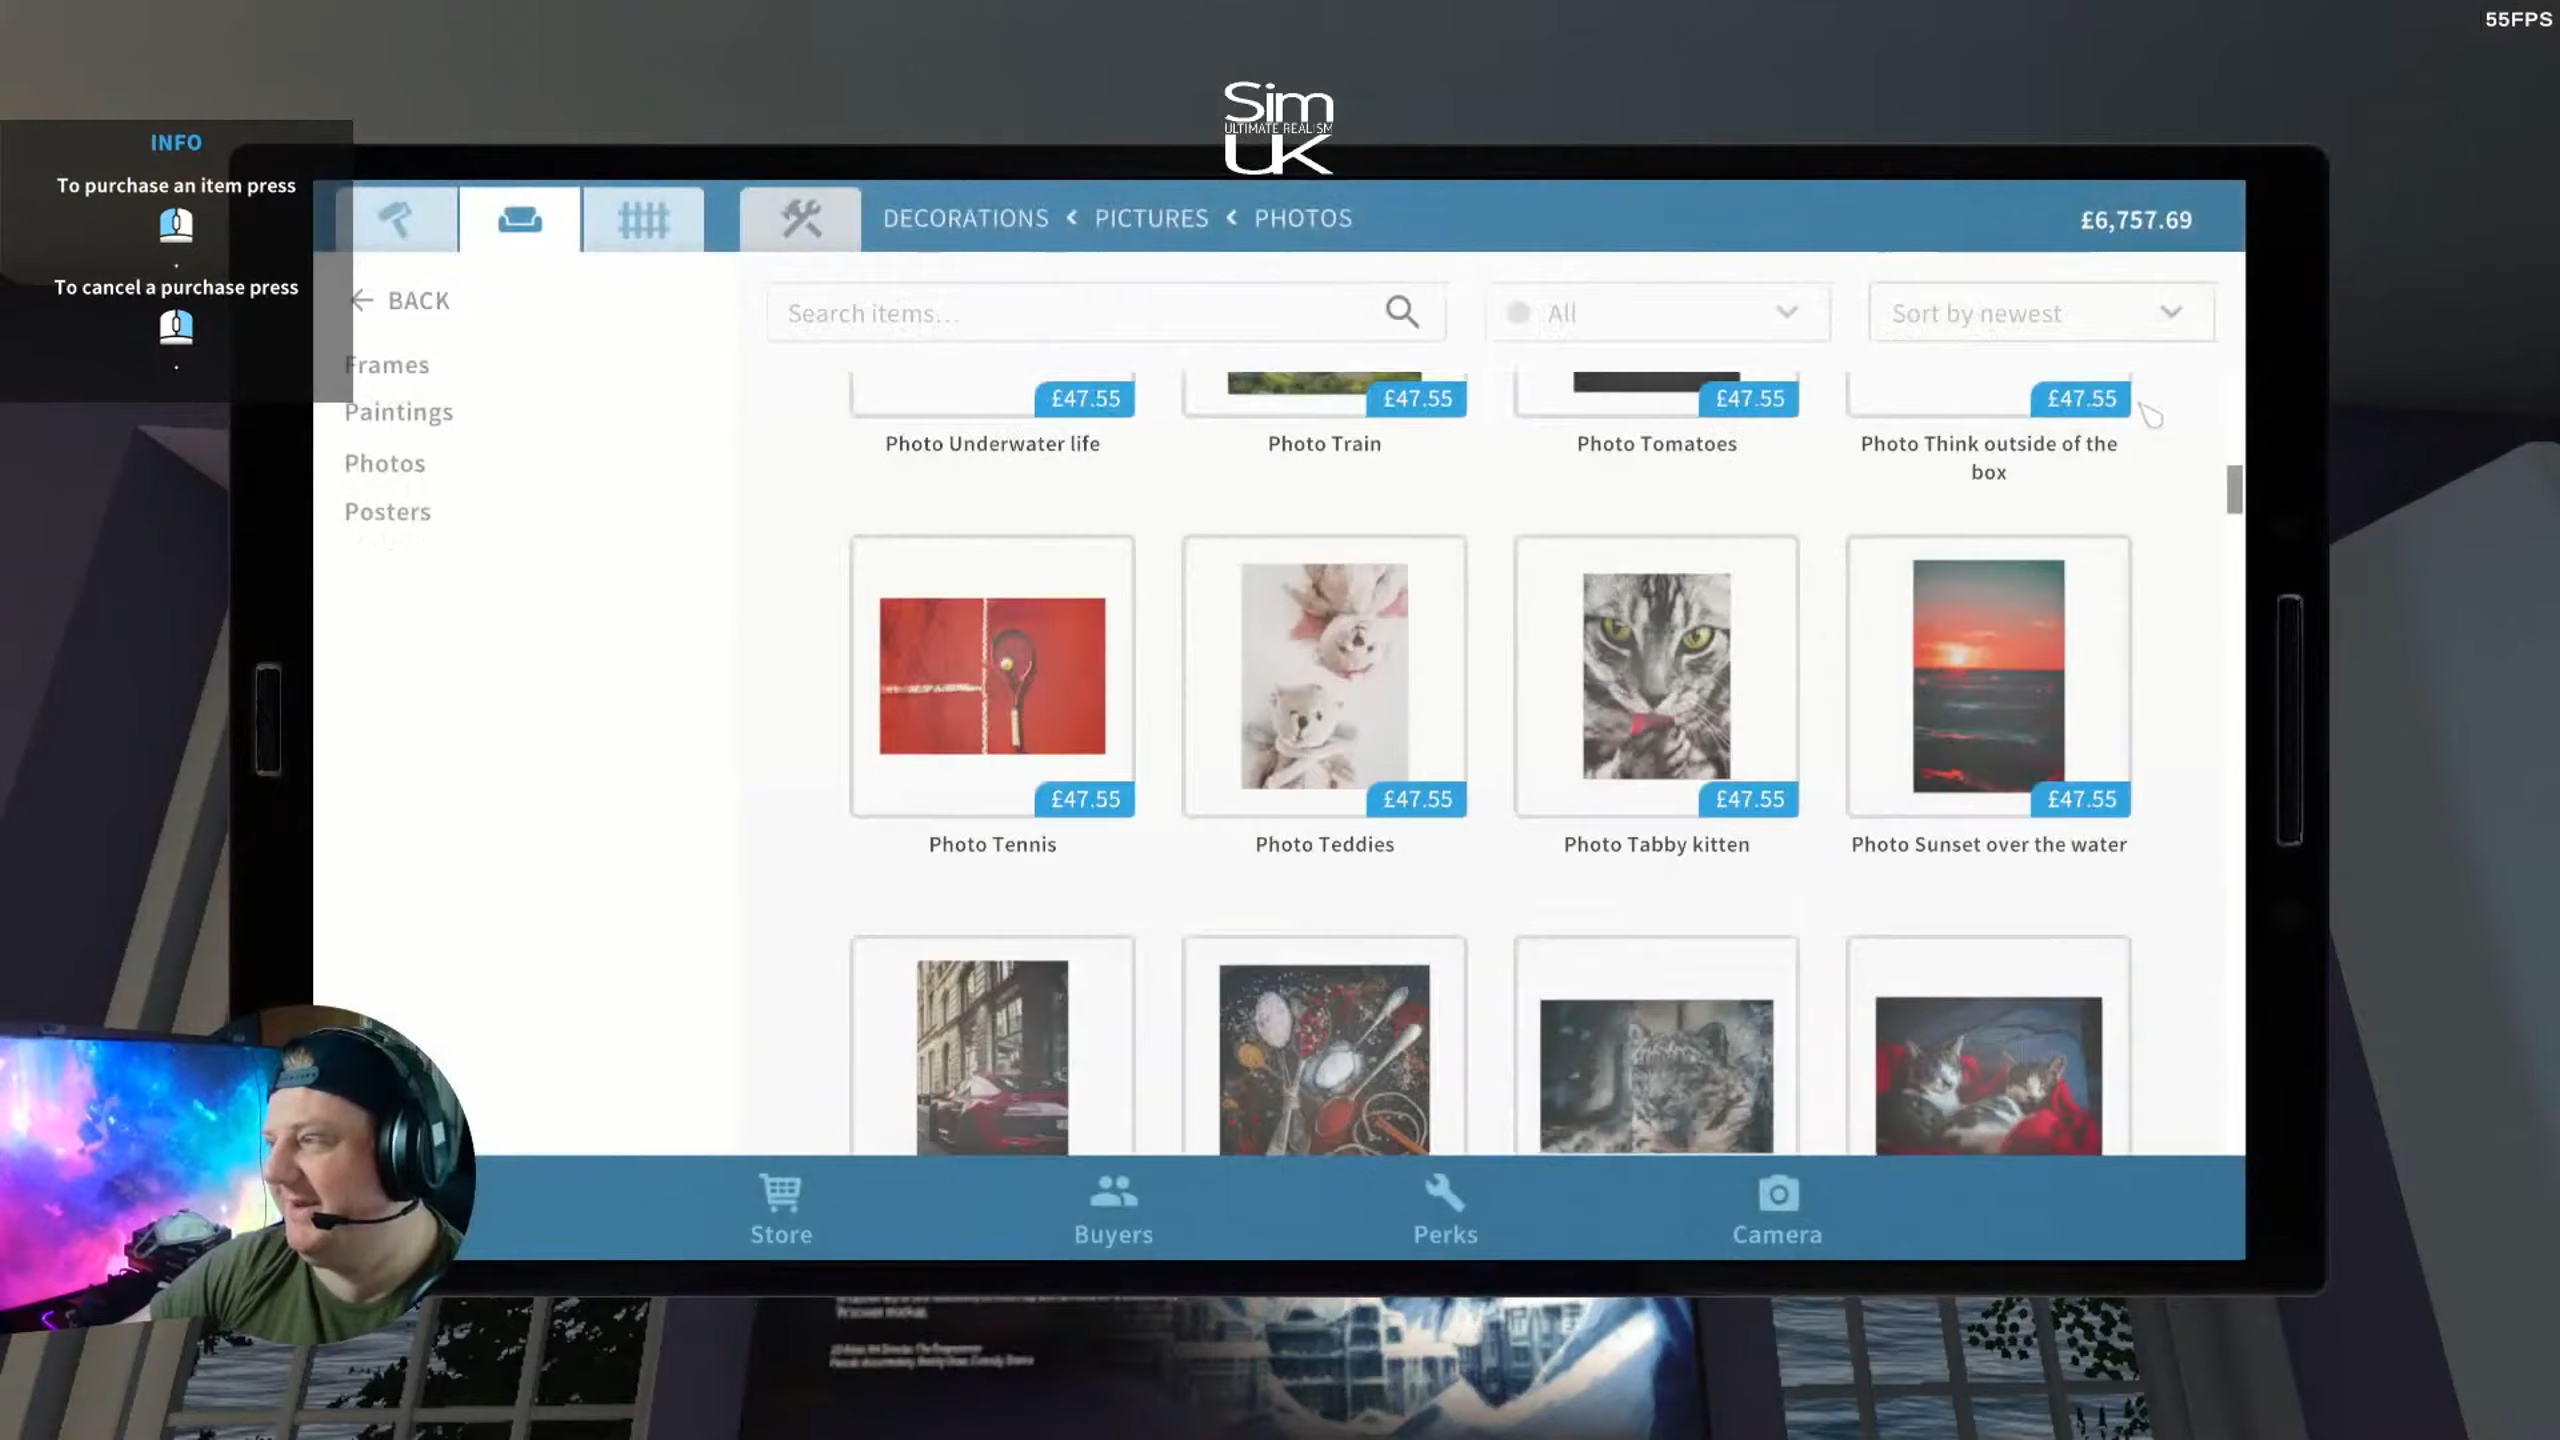 55FPS
Sim
ULTIMATE REALISM
UK
INFO
To purchase an item press
.
To cancel a purchase press
.
DECORATIONS < PICTURES < PHOTOS
£6,757.69
BACK
Frames
Paintings
Photos
Posters
Search items...
All
Sort by newest
£47.55
£47.55
£47.55
£47.55
Photo Underwater life
Photo Train
Photo Tomatoes
Photo Think outside of the
box
£47.55
£47.55
£47.55
£47.55
Photo Tennis
Photo Teddies
Photo Tabby kitten
Photo Sunset over the water
Store
Buyers
Perks
Camera